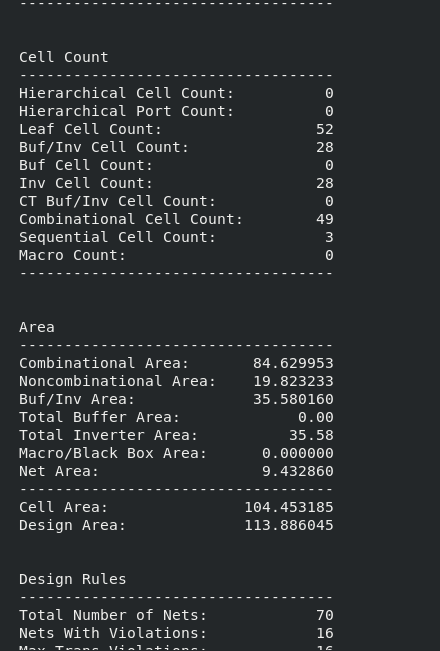 -----------------------------------
Cell Count
-----------------------------------
Hierarchical Cell Count:          0
Hierarchical Port Count:          0
Leaf Cell Count:                 52
Buf/Inv Cell Count:              28
Buf Cell Count:                   0
Inv Cell Count:                  28
CT Buf/Inv Cell Count:            0
Combinational Cell Count:        49
Sequential Cell Count:            3
Macro Count:                      0
-----------------------------------
Area
-----------------------------------
Combinational Area:       84.629953
Noncombinational Area:    19.823233
Buf/Inv Area:             35.580160
Total Buffer Area:             0.00
Total Inverter Area:          35.58
Macro/Black Box Area:      0.000000
Net Area:                  9.432860
-----------------------------------
Cell Area:               104.453185
Design Area:             113.886045
Design Rules
-----------------------------------
Total Number of Nets:            70
Nets With Violations:            16
Max Trans Violations:            16